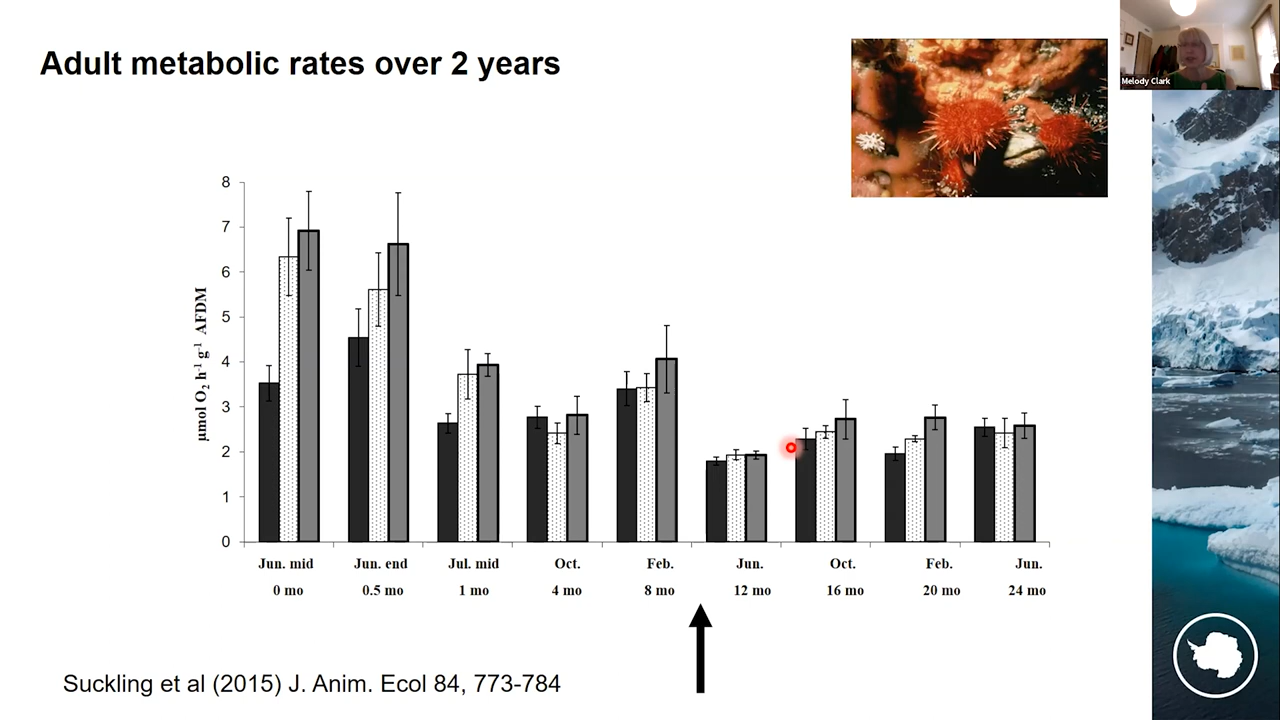 Adult metabolic rates over 2 years
Melody Clark
8
7
6
5
4
3
2
1
0
µmol O₂ h⁻¹ g⁻¹ AFDM
Jun. mid Jun. end Jul. mid Oct. Feb. Jun. Oct. Feb. Jun.
0 mo 0.5 mo 1 mo 4 mo 8 mo 12 mo 16 mo 20 mo 24 mo
Suckling et al (2015) J. Anim. Ecol 84, 773-784